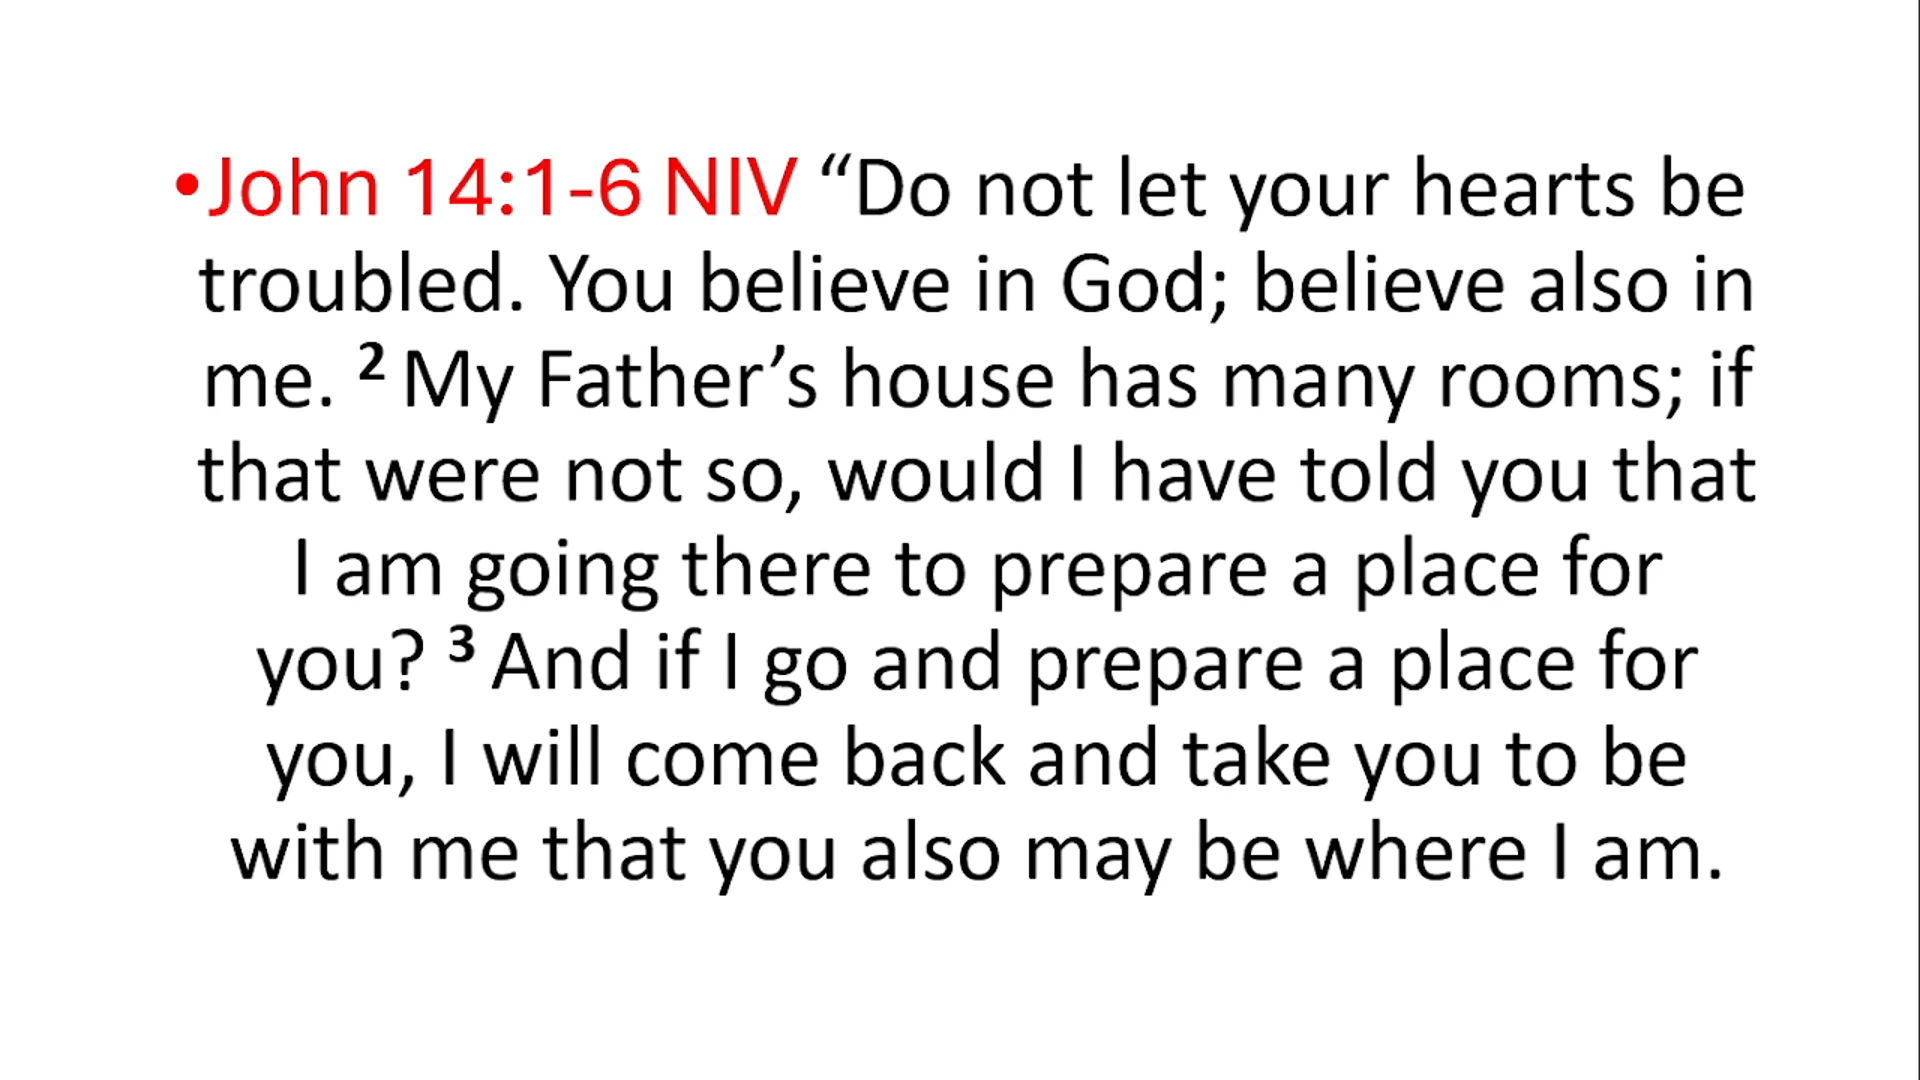 •John 14:1-6 NIV “Do not let your hearts be
troubled. You believe in God; believe also in
me. ² My Father’s house has many rooms; if
that were not so, would I have told you that
I am going there to prepare a place for
you? ³ And if I go and prepare a place for
you, I will come back and take you to be
with me that you also may be where I am.